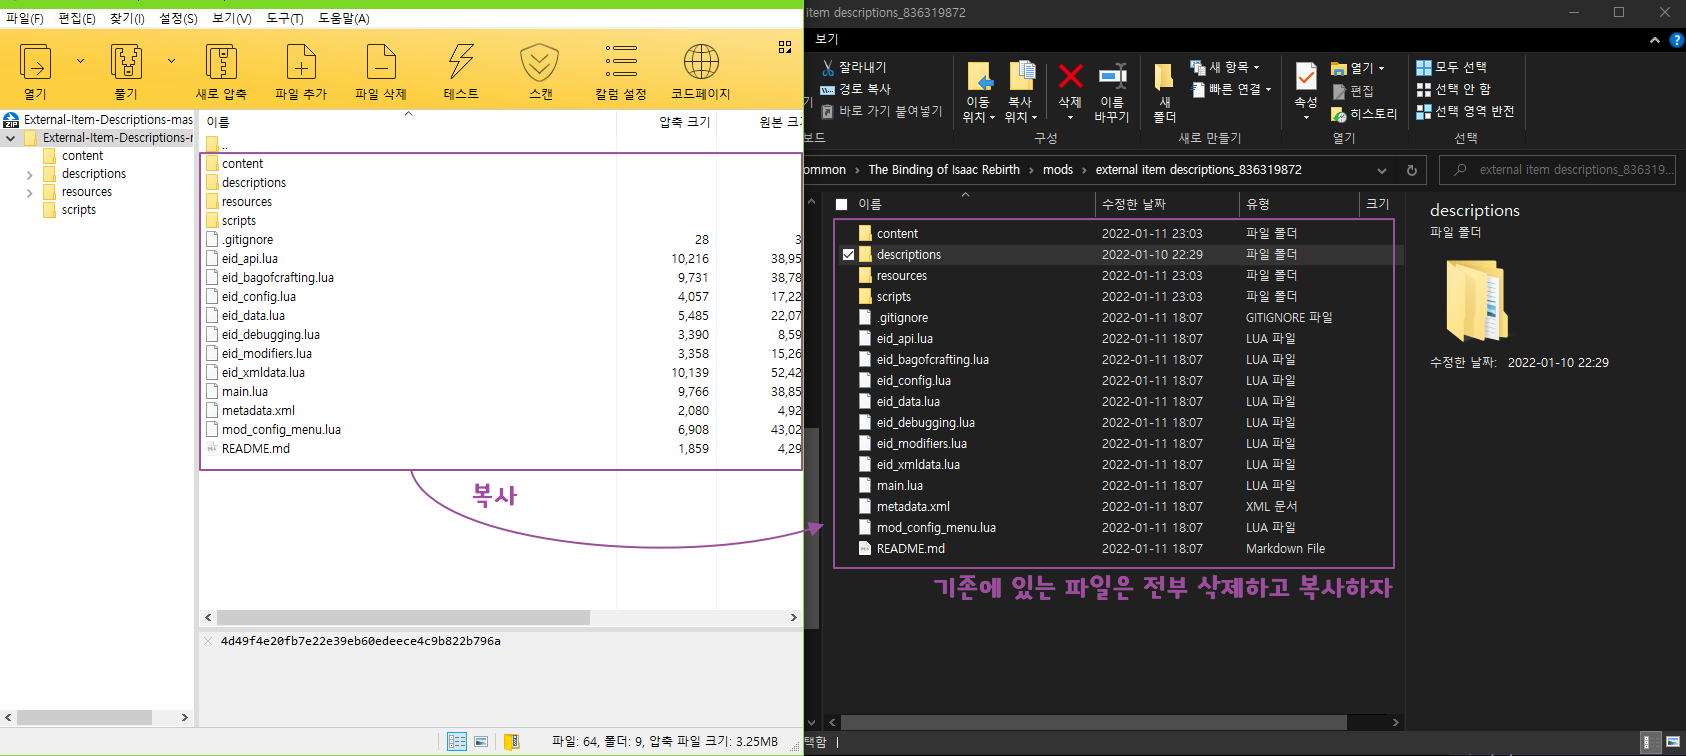 파일(F) 편집(E) 찾기(I) 설정(S) 보기(V) 도구(T) 도움말(A)
열기 풀기 새로 압축 파일 추가 파일 삭제 테스트 스캔 칼럼 설정 코드페이지
ZIP External-Item-Descriptions-mas
External-Item-Descriptions-r
content
descriptions
resources
scripts
이름 압축 크기 원본 크기
..
content
descriptions
resources
scripts
.gitignore 28 3
eid_api.lua 10,216 38,95
eid_bagofcrafting.lua 9,731 38,78
eid_config.lua 4,057 17,22
eid_data.lua 5,485 22,07
eid_debugging.lua 3,390 8,59
eid_modifiers.lua 3,358 15,26
eid_xmldata.lua 10,139 52,42
main.lua 9,766 38,85
metadata.xml 2,080 4,92
mod_config_menu.lua 6,908 43,02
README.md 1,859 4,29
복사
4d49f4e20fb7e22e39eb60edeece4c9b822b796a
파일: 64, 폴더: 9, 압축 파일 크기: 3.25MB
item descriptions_836319872
보기
잘라내기
경로 복사
바로 가기 붙여넣기
보드
이동 위치
복사 위치
삭제
이름 바꾸기
구성
새 폴더
새 항목
빠른 연결
새로 만들기
속성
열기
편집
히스토리
열기
모두 선택
선택 안 함
선택 영역 반전
선택
ommon > The Binding of Isaac Rebirth > mods > external item descriptions_836319872
external item descriptions_836319...
이름 수정한 날짜 유형 크기
content 2022-01-11 23:03 파일 폴더
descriptions 2022-01-10 22:29 파일 폴더
resources 2022-01-11 23:03 파일 폴더
scripts 2022-01-11 23:03 파일 폴더
.gitignore 2022-01-11 18:07 GITIGNORE 파일
eid_api.lua 2022-01-11 18:07 LUA 파일
eid_bagofcrafting.lua 2022-01-11 18:07 LUA 파일
eid_config.lua 2022-01-11 18:07 LUA 파일
eid_data.lua 2022-01-11 18:07 LUA 파일
eid_debugging.lua 2022-01-11 18:07 LUA 파일
eid_modifiers.lua 2022-01-11 18:07 LUA 파일
eid_xmldata.lua 2022-01-11 18:07 LUA 파일
main.lua 2022-01-11 18:07 LUA 파일
metadata.xml 2022-01-11 18:07 XML 문서
mod_config_menu.lua 2022-01-11 18:07 LUA 파일
README.md 2022-01-11 18:07 Markdown File
기존에 있는 파일은 전부 삭제하고 복사하자
descriptions
파일 폴더
수정한 날짜: 2022-01-10 22:29
택함